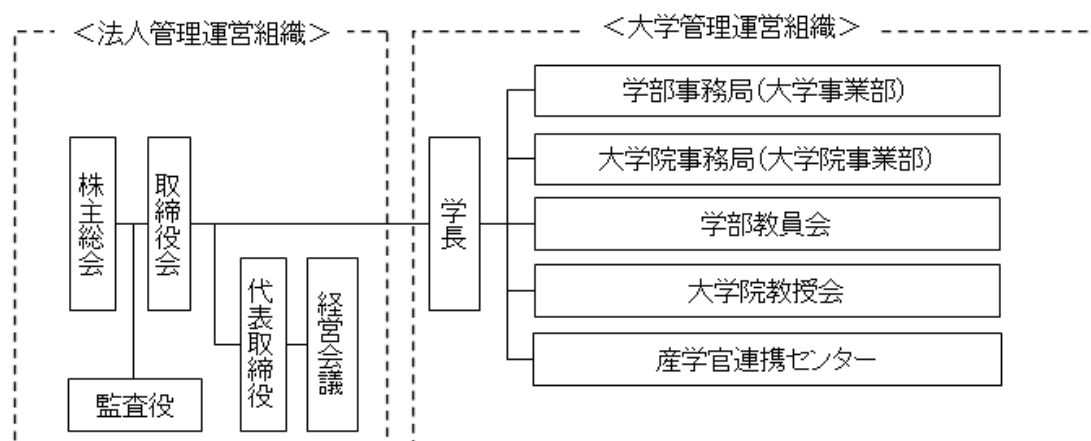 ＜法人管理運営組織＞
＜大学管理運営組織＞
株主総会
取締役会
代表取締役
経営会議
監査役
学長
学部事務局(大学事業部)
大学院事務局(大学院事業部)
学部教員会
大学院教授会
産学官連携センター